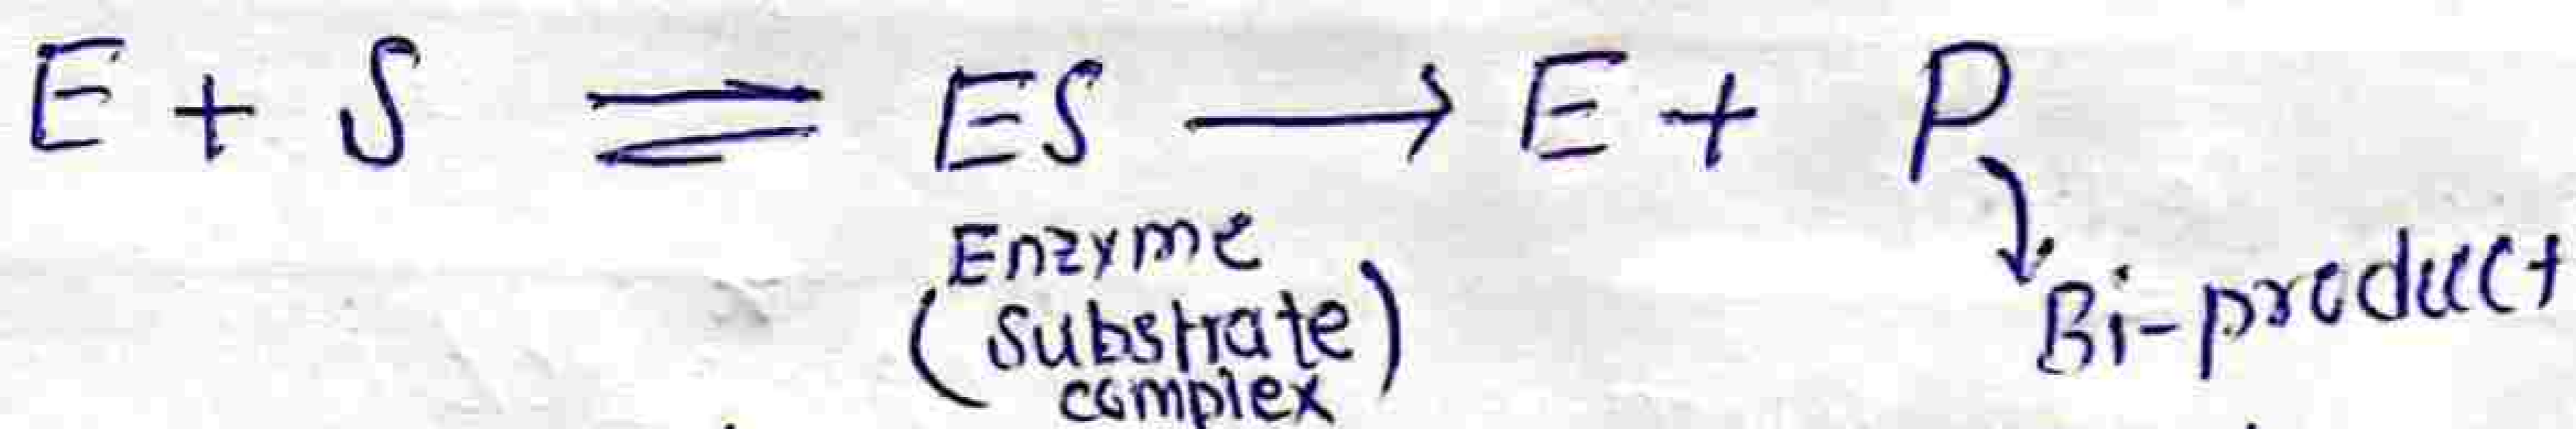 E + S ⇌ ES → E + P
Enzyme
(Substrate)
complex
Bi-product